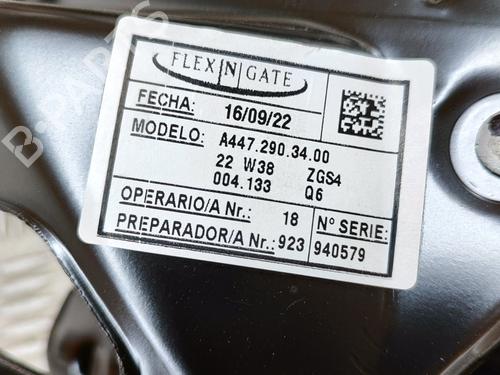 FLEX N GATE
FECHA: 16/09/22
MODELO: A447.290.34.00
22 W38 ZGS4
004.133 Q6
OPERARIO/A Nr.: 18
PREPARADOR/A Nr.: 923
Nº SERIE:
940579
B-PARTS